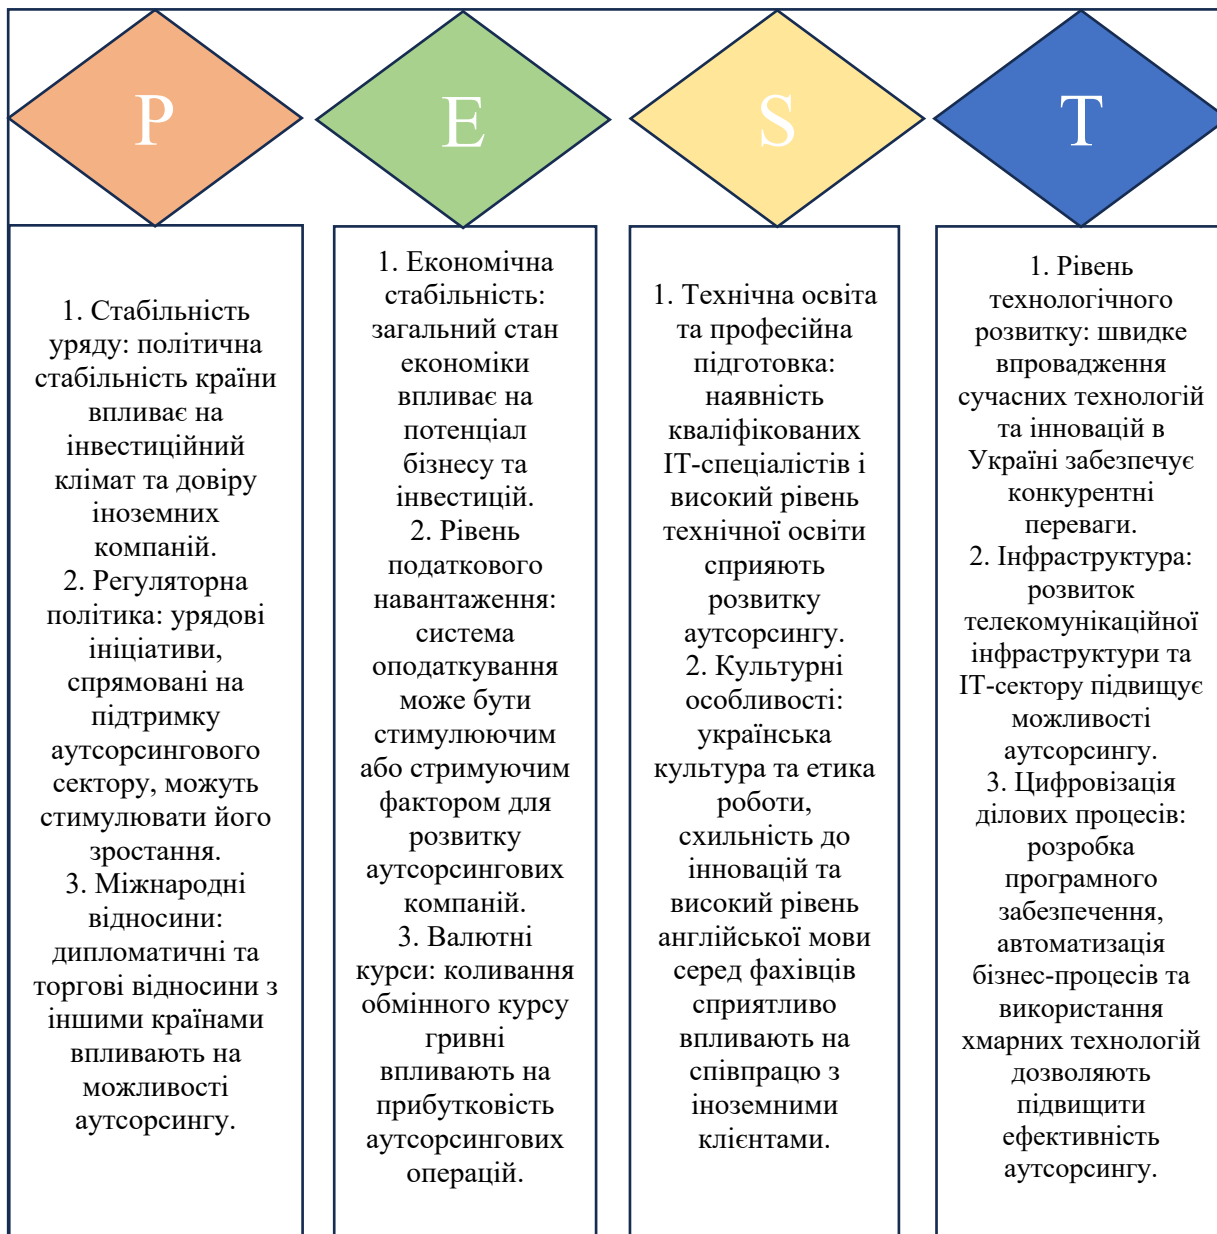 P
E
S
T
1. Стабільність
уряду: політична
стабільність країни
впливає на
інвестиційний
клімат та довіру
іноземних
компаній.
2. Регуляторна
політика: урядові
ініціативи,
спрямовані на
підтримку
аутсорсингового
сектору, можуть
стимулювати його
зростання.
3. Міжнародні
відносини:
дипломатичні та
торгові відносини з
іншими країнами
впливають на
можливості
аутсорсингу.
1. Економічна
стабільність:
загальний стан
економіки
впливає на
потенціал
бізнесу та
інвестицій.
2. Рівень
податкового
навантаження:
система
оподаткування
може бути
стимулюючим
або стримуючим
фактором для
розвитку
аутсорсингових
компаній.
3. Валютні
курси: коливання
обмінного курсу
гривні
впливають на
прибутковість
аутсорсингових
операцій.
1. Технічна освіта
та професійна
підготовка:
наявність
кваліфікованих
ІТ-спеціалістів і
високий рівень
технічної освіти
сприяють
розвитку
аутсорсингу.
2. Культурні
особливості:
українська
культура та етика
роботи,
схильність до
інновацій та
високий рівень
англійської мови
серед фахівців
сприятливо
впливають на
співпрацю з
іноземними
клієнтами.
1. Рівень
технологічного
розвитку: швидке
впровадження
сучасних технологій
та інновацій в
Україні забезпечує
конкурентні
переваги.
2. Інфраструктура:
розвиток
телекомунікаційної
інфраструктури та
ІТ-сектору підвищує
можливості
аутсорсингу.
3. Цифровізація
ділових процесів:
розробка
програмного
забезпечення,
автоматизація
бізнес-процесів та
використання
хмарних технологій
дозволяють
підвищити
ефективність
аутсорсингу.